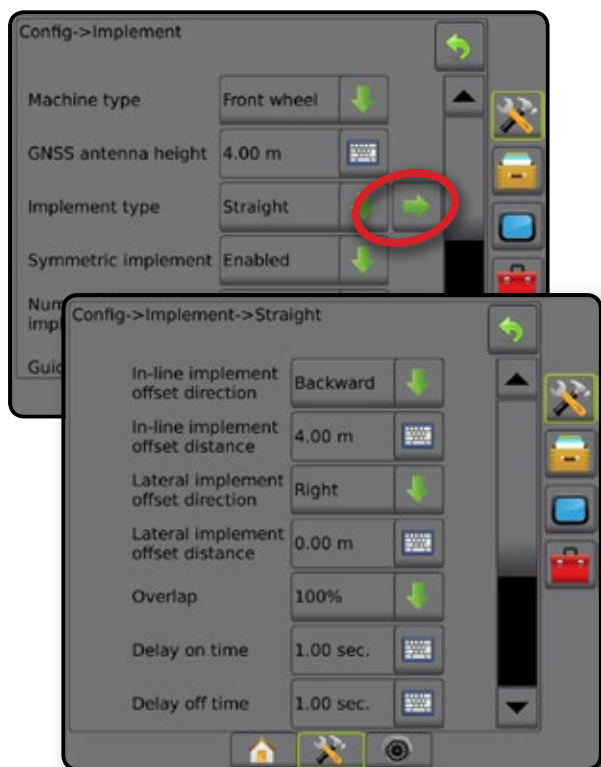 Config->Implement
Machine type Front wheel
GNSS antenna height 4.00 m
Implement type Straight
Symmetric implement Enabled
Config->Implement->Straight
In-line implement
offset direction Backward
In-line implement
offset distance 4.00 m
Lateral implement
offset direction Right
Lateral implement
offset distance 0.00 m
Overlap 100%
Delay on time 1.00 sec.
Delay off time 1.00 sec.